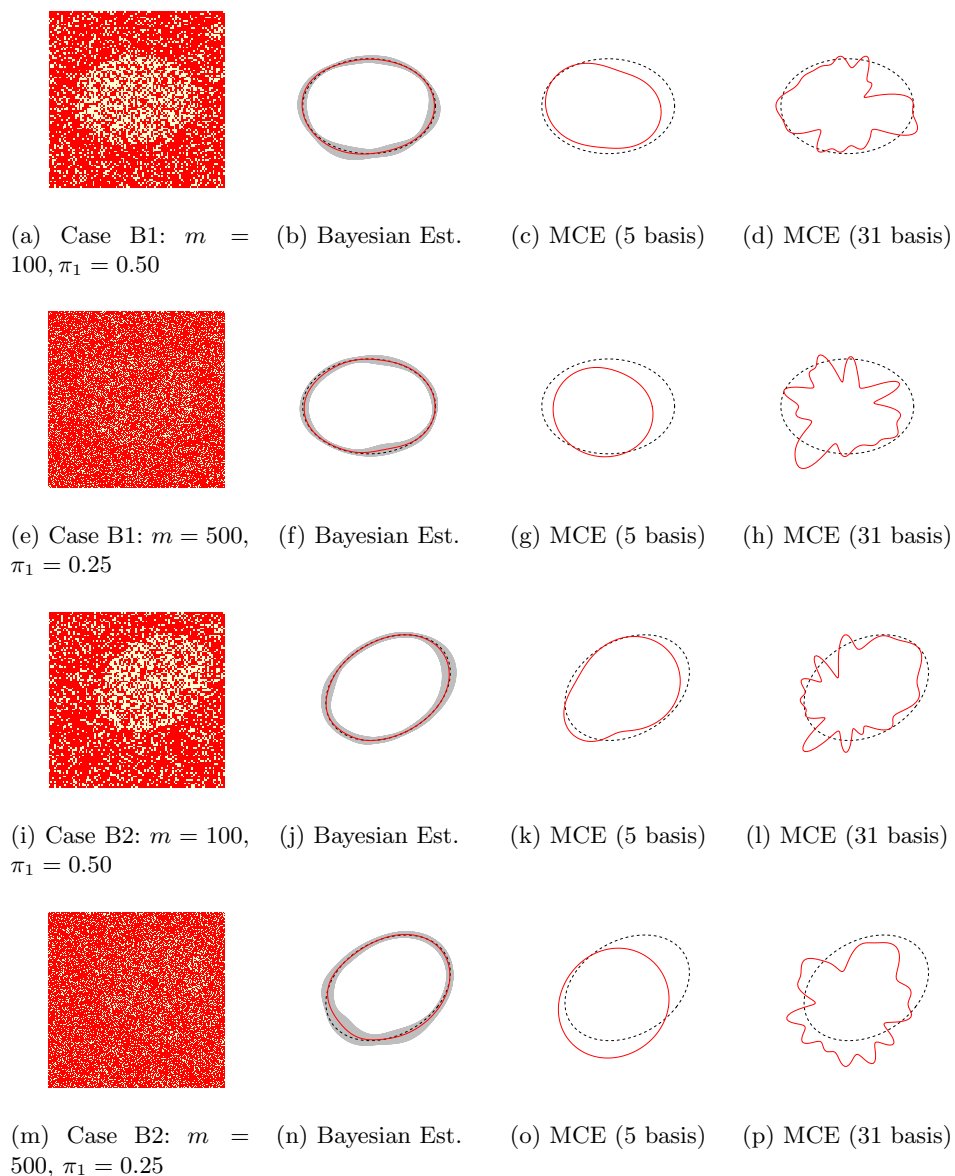 (a) Case B1: m =
100, π₁ = 0.50
(b) Bayesian Est.
(c) MCE (5 basis)
(d) MCE (31 basis)
(e) Case B1: m = 500,
π₁ = 0.25
(f) Bayesian Est.
(g) MCE (5 basis)
(h) MCE (31 basis)
(i) Case B2: m = 100,
π₁ = 0.50
(j) Bayesian Est.
(k) MCE (5 basis)
(l) MCE (31 basis)
(m) Case B2: m =
500, π₁ = 0.25
(n) Bayesian Est.
(o) MCE (5 basis)
(p) MCE (31 basis)